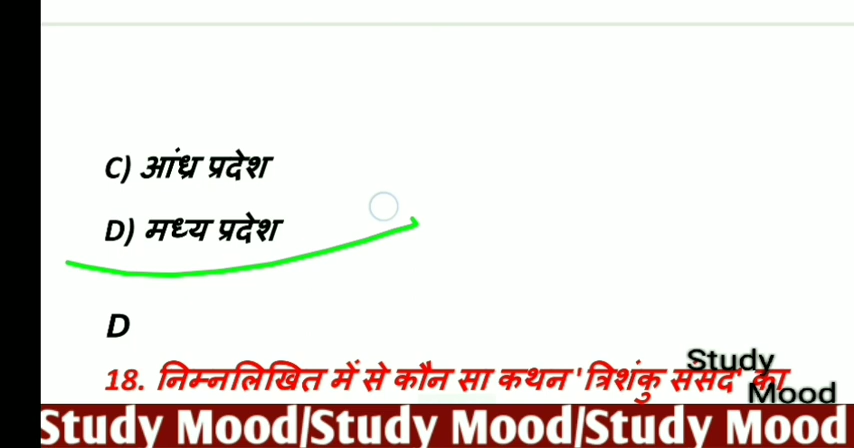 C) आंध्र प्रदेश
D) मध्य प्रदेश
D
18. निम्नलिखित में से कौन सा कथन 'त्रिशंकु संसद' का
Study
Mood
Study Mood/Study Mood/Study Mood